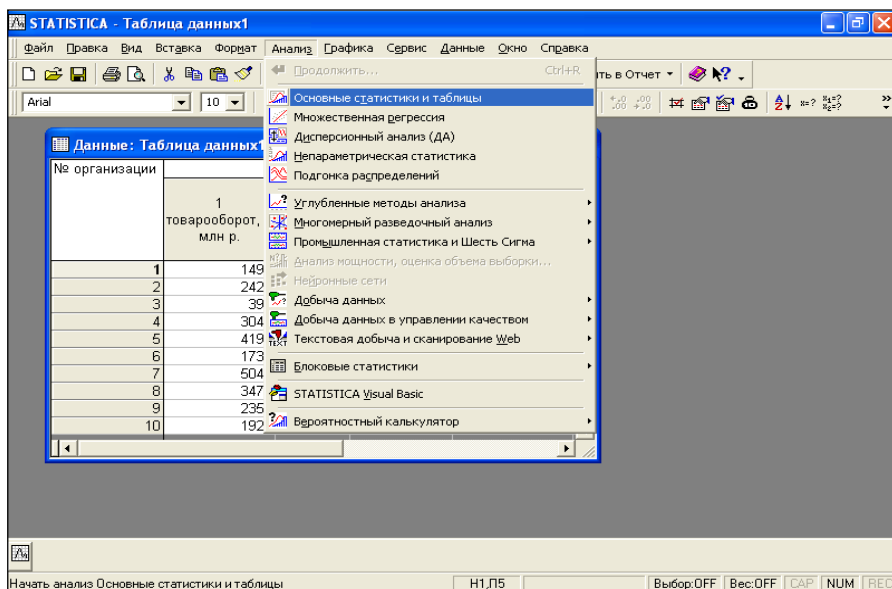 STATISTICA - Таблица данных1
Файл Правка Вид Вставка Формат Анализ Графика Сервис Данные Окно Справка
Продолжить... Ctrl+R
ть в Отчет
Arial 10
Основные статистики и таблицы
Множественная регрессия
Дисперсионный анализ (ДА)
Непараметрическая статистика
Подгонка распределений
Углубленные методы анализа
Многомерный разведочный анализ
Промышленная статистика и Шесть Сигма
Анализ мощности, оценка объема выборки...
Нейронные сети
Добыча данных
Добыча данных в управлении качеством
Текстовая добыча и сканирование Web
Блоковые статистики
STATISTICA Visual Basic
Вероятностный калькулятор
Данные: Таблица данных1
№ организации
1
товарооборот,
млн р.
1 149
2 242
3 39
4 304
5 419
6 173
7 504
8 347
9 235
10 192
Начать анализ Основные статистики и таблицы Н1,П5 Выбор:OFF Вес:OFF CAP NUM REC